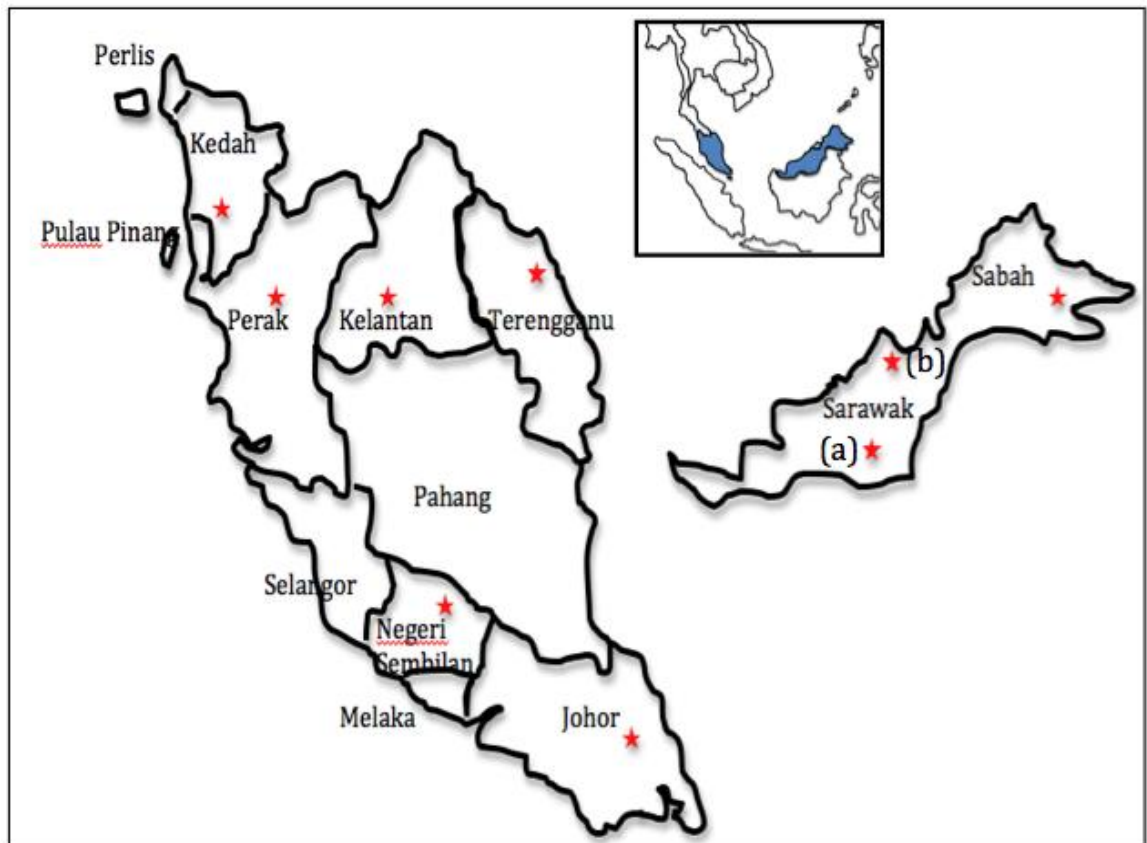 Perlis
Kedah
Pulau Pinang
Perak
Kelantan
Terengganu
Sabah
(b)
Sarawak
(a)
Pahang
Selangor
Negeri
Sembilan
Melaka
Johor